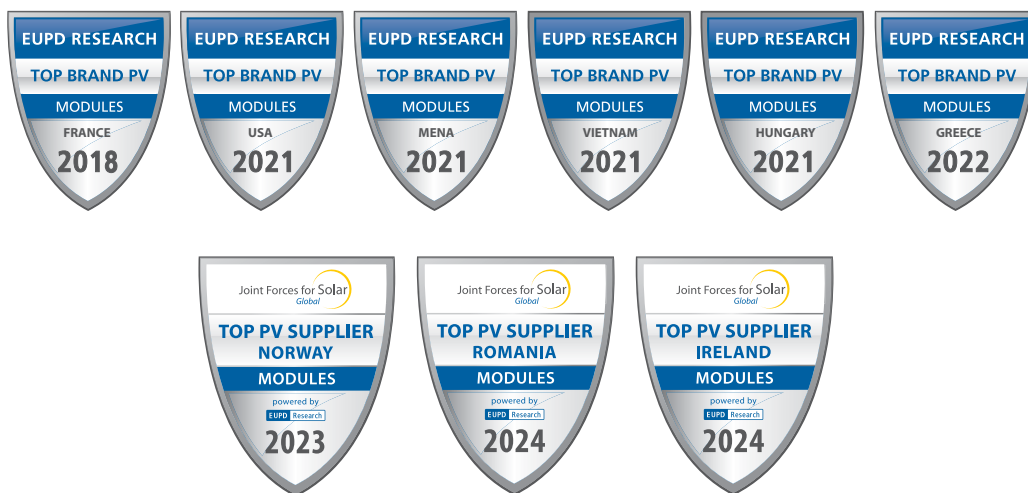 EUPD RESEARCH
TOP BRAND PV
MODULES
FRANCE
2018
EUPD RESEARCH
TOP BRAND PV
MODULES
USA
2021
EUPD RESEARCH
TOP BRAND PV
MODULES
MENA
2021
EUPD RESEARCH
TOP BRAND PV
MODULES
VIETNAM
2021
EUPD RESEARCH
TOP BRAND PV
MODULES
HUNGARY
2021
EUPD RESEARCH
TOP BRAND PV
MODULES
GREECE
2022
Joint Forces for Solar
Global
TOP PV SUPPLIER
NORWAY
MODULES
powered by
EUPD Research
2023
Joint Forces for Solar
Global
TOP PV SUPPLIER
ROMANIA
MODULES
powered by
EUPD Research
2024
Joint Forces for Solar
Global
TOP PV SUPPLIER
IRELAND
MODULES
powered by
EUPD Research
2024